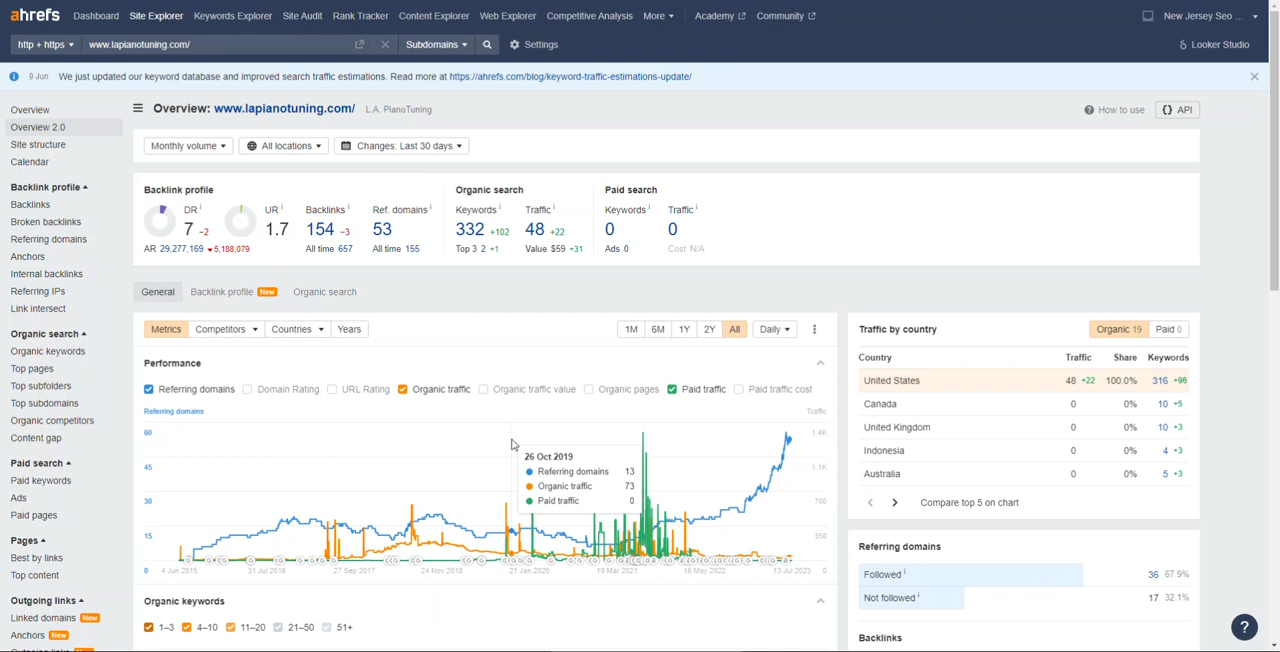 ahrefs Dashboard Site Explorer Keywords Explorer Site Audit Rank Tracker Content Explorer Web Explorer Competitive Analysis More Academy Community New Jersey Seo ...
http + https www.lapianotuning.com/ Subdomains Settings Looker Studio
9 Jun We just updated our keyword database and improved search traffic estimations. Read more at https://ahrefs.com/blog/keyword-traffic-estimations-update/
Overview
Overview 2.0
Site structure
Calendar
Backlink profile
Backlinks
Broken backlinks
Referring domains
Anchors
Internal backlinks
Referring IPs
Link intersect
Organic search
Organic keywords
Top pages
Top subfolders
Top subdomains
Organic competitors
Content gap
Paid search
Paid keywords
Ads
Paid pages
Pages
Best by links
Top content
Outgoing links
Linked domains New
Anchors New
Overview: www.lapianotuning.com/ L.A. PianoTuning How to use API
Monthly volume All locations Changes: Last 30 days
Backlink profile Organic search Paid search
DR UR Backlinks Ref. domains Keywords Traffic Keywords Traffic
7 -2 1.7 154 -3 53 332 +102 48 +22 0 0
AR 29,277,169 5,188,079 All time 657 All time 155 Top 3 2 +1 Value $59 +31 Ads 0 Cost N/A
General Backlink profile New Organic search
Metrics Competitors Countries Years 1M 6M 1Y 2Y All Daily
Performance
Referring domains Domain Rating URL Rating Organic traffic Organic traffic value Organic pages Paid traffic Paid traffic cost
Referring domains Traffic
60 1.4K
45 1.1K
30 700
15 350
0 0
26 Oct 2019
Referring domains 13
Organic traffic 73
Paid traffic 0
4 Jun 2015 31 Jul 2016 27 Sep 2017 24 Nov 2018 21 Jan 2020 19 Mar 2021 16 May 2022 13 Jul 2023
Organic keywords
1–3 4–10 11–20 21–50 51+
Traffic by country Organic 19 Paid 0
Country Traffic Share Keywords
United States 48 +22 100.0% 316 +96
Canada 0 0% 10 +5
United Kingdom 0 0% 10 +3
Indonesia 0 0% 4 +3
Australia 0 0% 5 +3
Compare top 5 on chart
Referring domains
Followed 36 67.9%
Not followed 17 32.1%
Backlinks
?